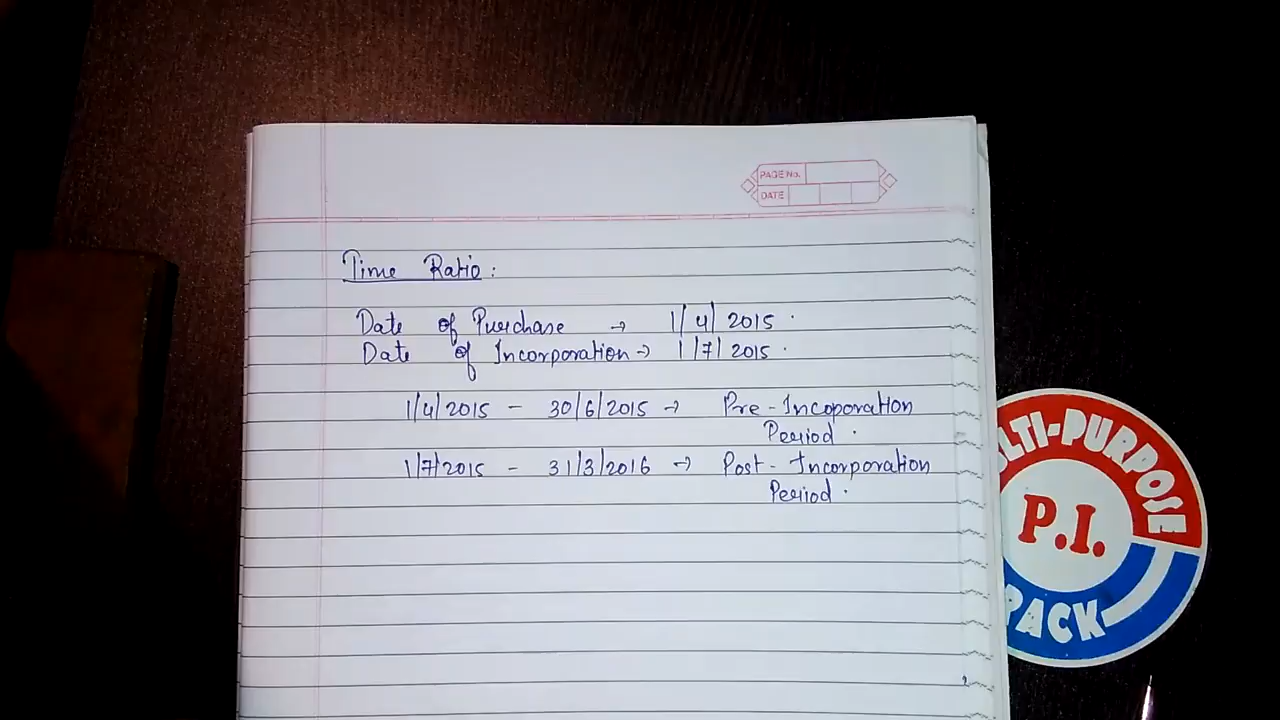 PAGE No.
DATE
Time Ratio:
Date of Purchase → 1/4/2015.
Date of Incorporation → 1/7/2015.
1/4/2015 - 30/6/2015 → Pre-Incoporation
Period.
1/7/2015 - 31/3/2016 → Post-Incorporation
Period.
LTI-PURPOSE
P.I.
PACK